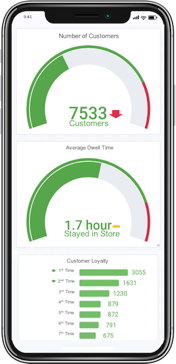 5:41
Number of Customers
7533
Customers
Average Dwell Time
1.7 hour
Stayed in Store
Customer Loyalty
1st Time 3055
2nd Time 1631
3rd Time 1230
4th Time 879
5th Time 872
6th Time 791
7th Time 675